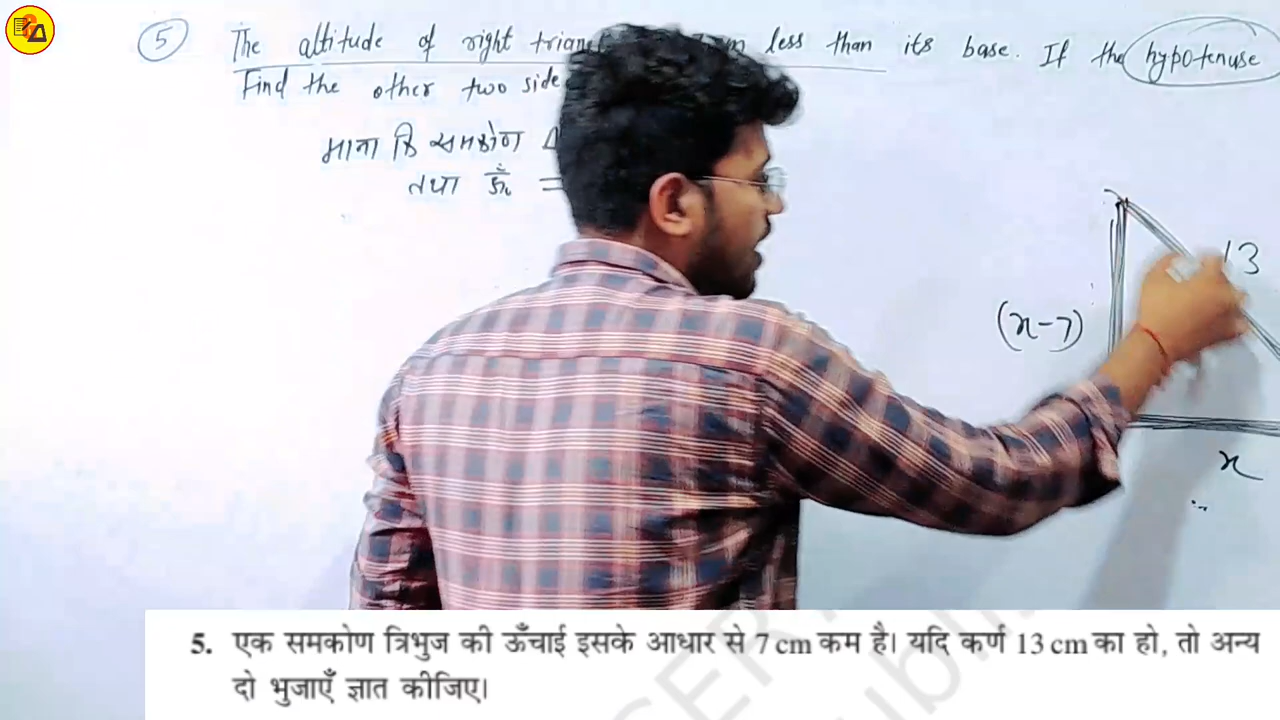 5 The altitude of right less than its base. If the hypotenuse
Find the other two side
माना कि समकोण Δ
तथा ऊँ =
13
(x-7)
x
5. एक समकोण त्रिभुज की ऊँचाई इसके आधार से 7 cm कम है। यदि कर्ण 13 cm का हो, तो अन्य
दो भुजाएँ ज्ञात कीजिए।